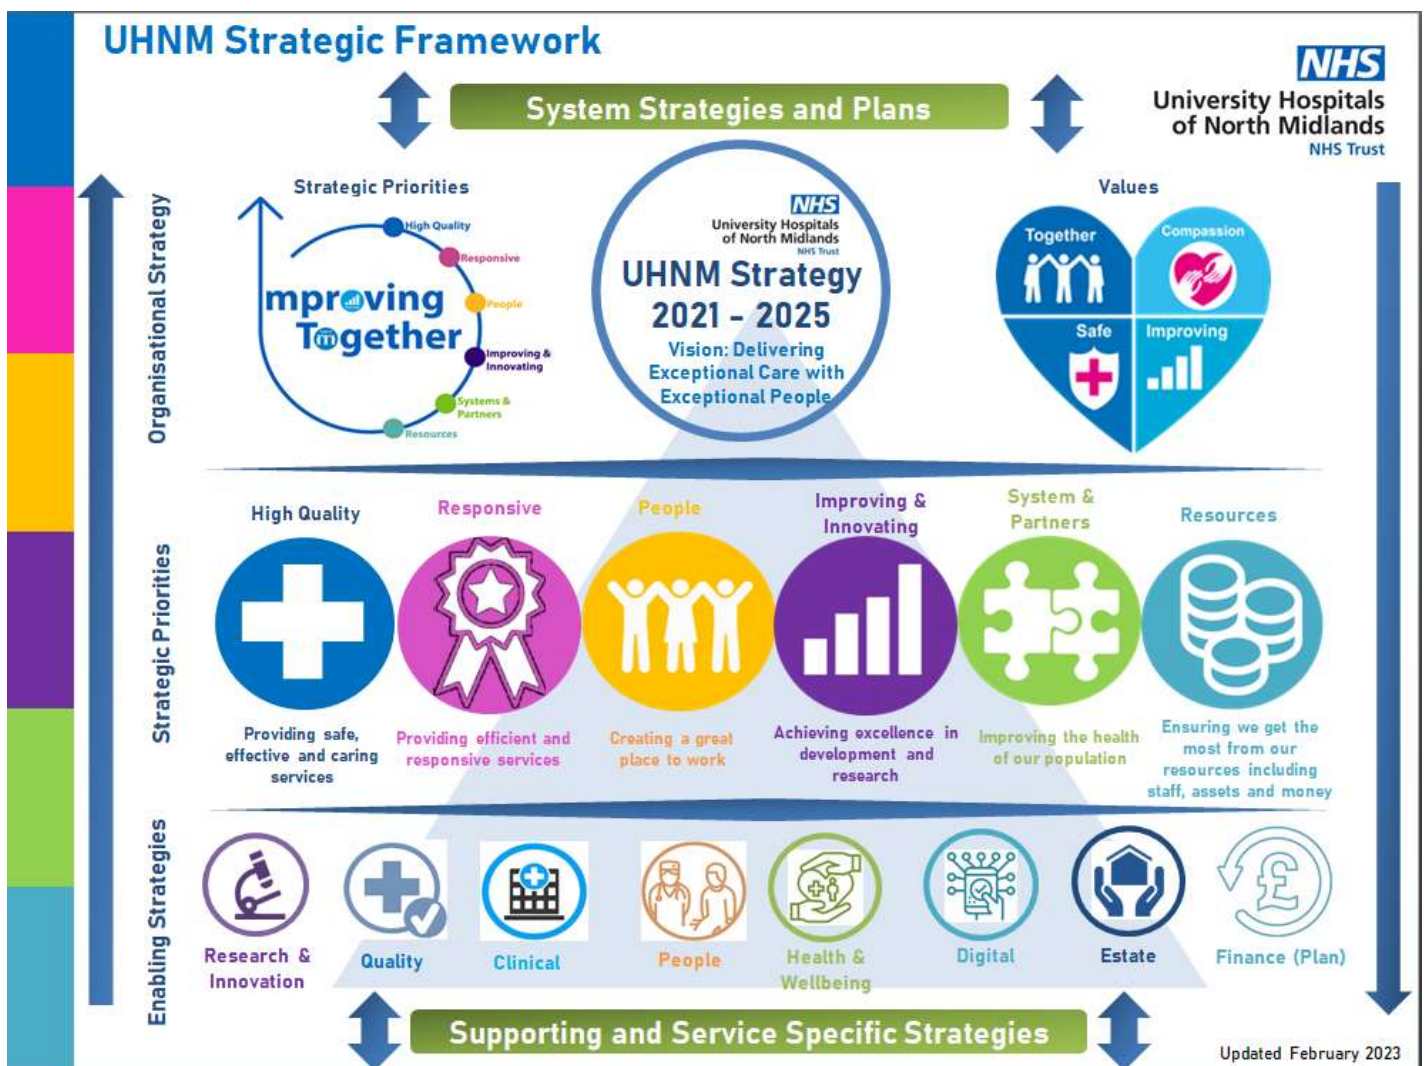 UHNM Strategic Framework
NHS
University Hospitals
of North Midlands
NHS Trust
System Strategies and Plans
Organisational Strategy
Strategic Priorities
High Quality
Responsive
People
Improving &
Innovating
Systems &
Partners
Resources
Improving
Together
NHS
University Hospitals
of North Midlands
NHS Trust
UHNM Strategy
2021 - 2025
Vision: Delivering
Exceptional Care with
Exceptional People
Values
Together
Compassion
Safe
Improving
Strategic Priorities
High Quality
Responsive
People
Improving &
Innovating
System &
Partners
Resources
Providing safe,
effective and caring
services
Providing efficient and
responsive services
Creating a great
place to work
Achieving excellence in
development and
research
Improving the health
of our population
Ensuring we get the
most from our
resources including
staff, assets and money
Enabling Strategies
Research &
Innovation
Quality
Clinical
People
Health &
Wellbeing
Digital
Estate
£
Finance (Plan)
Supporting and Service Specific Strategies
Updated February 2023